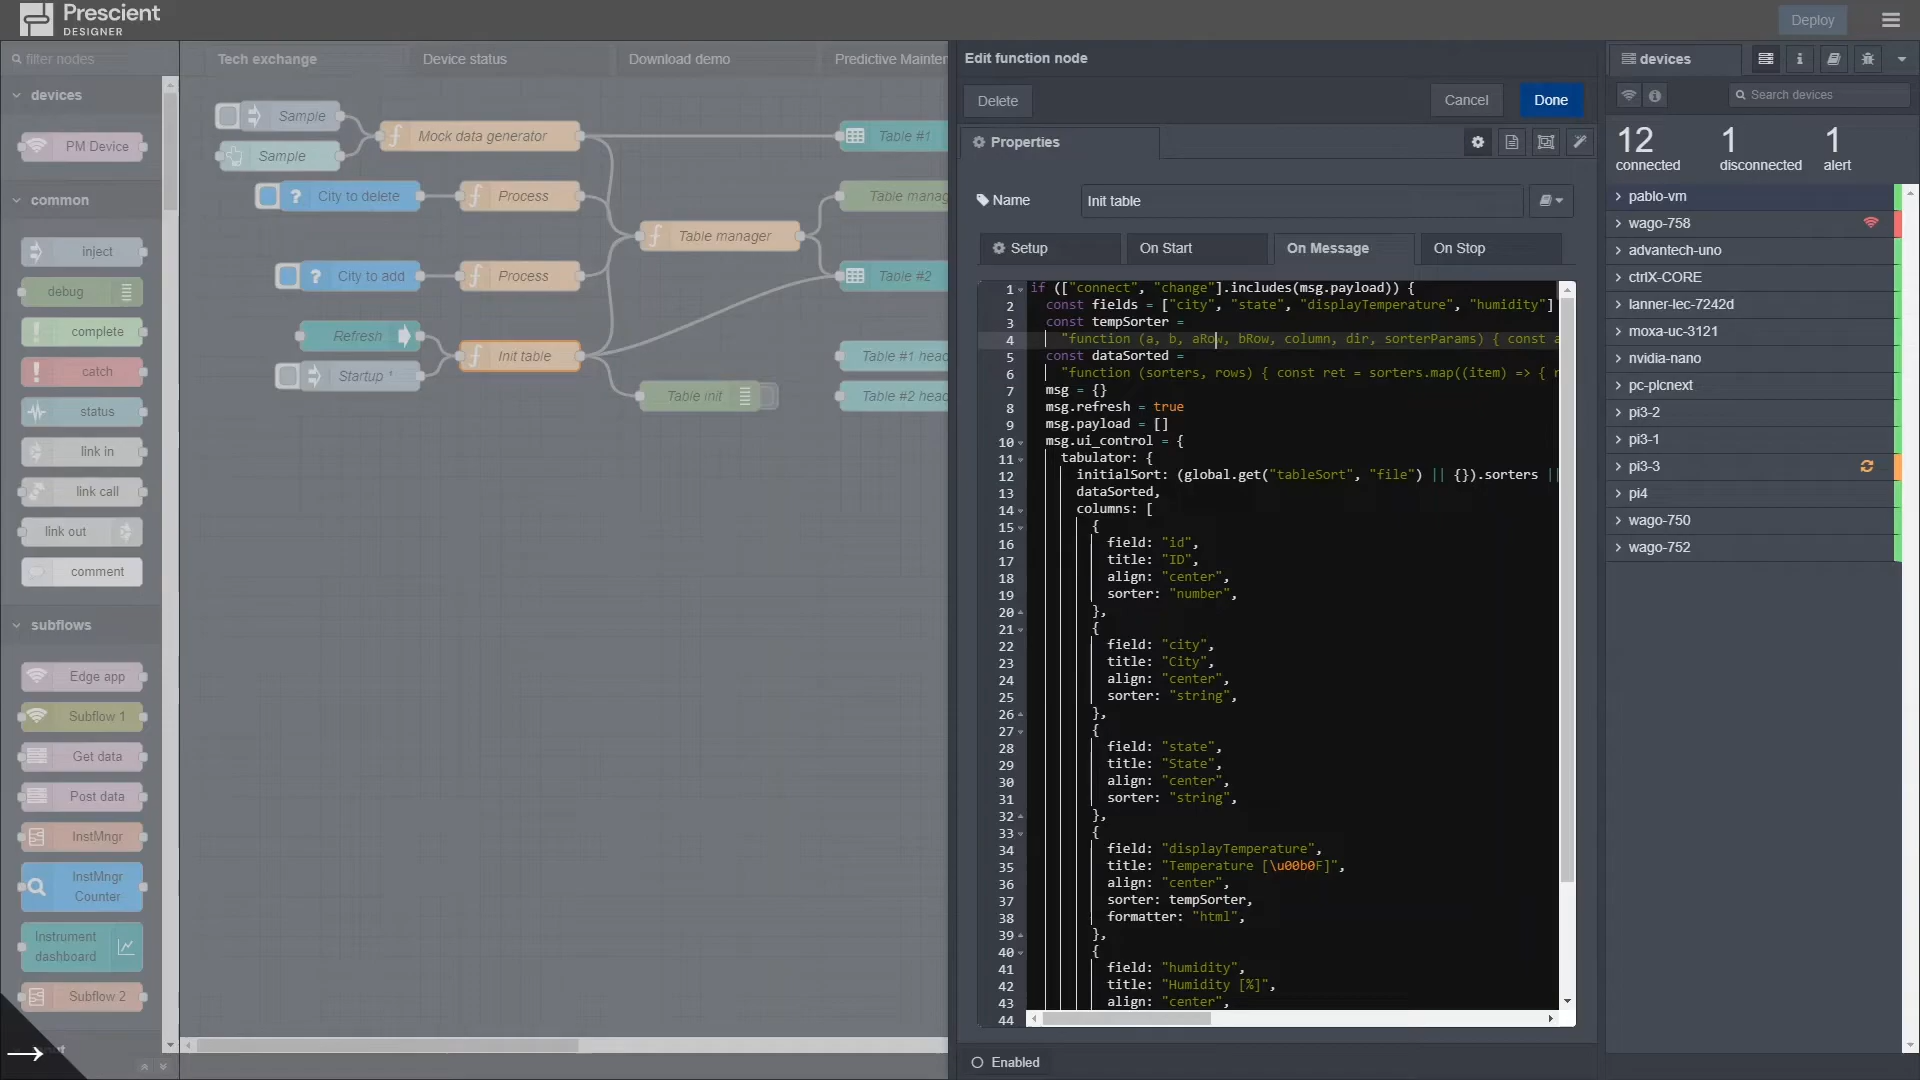 Prescient
DESIGNER
Deploy
filter nodes
devices
PM Device
common
inject
debug
complete
catch
status
link in
link call
link out
comment
subflows
Edge app
Subflow 1
Get data
Post data
InstMngr
InstMngr
Counter
Instrument
dashboard
Subflow 2
Tech exchange
Device status
Download demo
Predictive Mainten
Sample
Sample
Mock data generator
City to delete
Process
Table manager
City to add
Process
Refresh
Startup ¹
Init table
Table init
Table #1
Table manag
Table #2
Table #1 head
Table #2 head
Edit function node
Delete
Cancel
Done
Properties
Name
Init table
Setup
On Start
On Message
On Stop
1 if (["connect", "change"].includes(msg.payload)) {
2 const fields = ["city", "state", "displayTemperature", "humidity"]
3 const tempSorter =
4 "function (a, b, aRow, bRow, column, dir, sorterParams) { const a
5 const dataSorted =
6 "function (sorters, rows) { const ret = sorters.map((item) => { r
7 msg = {}
8 msg.refresh = true
9 msg.payload = []
10 msg.ui_control = {
11 tabulator: {
12 initialSort: (global.get("tableSort", "file") || {}).sorters ||
13 dataSorted,
14 columns: [
15 {
16 field: "id",
17 title: "ID",
18 align: "center",
19 sorter: "number",
20 },
21 {
22 field: "city",
23 title: "City",
24 align: "center",
25 sorter: "string",
26 },
27 {
28 field: "state",
29 title: "State",
30 align: "center",
31 sorter: "string",
32 },
33 {
34 field: "displayTemperature",
35 title: "Temperature [\u00b0F]",
36 align: "center",
37 sorter: tempSorter,
38 formatter: "html",
39 },
40 {
41 field: "humidity",
42 title: "Humidity [%]",
43 align: "center",
44
Enabled
devices
Search devices
12
connected
1
disconnected
1
alert
pablo-vm
wago-758
advantech-uno
ctrlX-CORE
lanner-lec-7242d
moxa-uc-3121
nvidia-nano
pc-plcnext
pi3-2
pi3-1
pi3-3
pi4
wago-750
wago-752